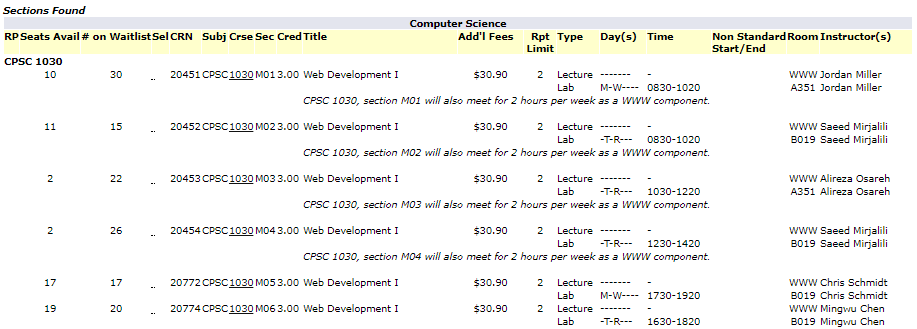 Sections Found
Computer Science
RP Seats Avail # on Waitlist Sel CRN Subj Crse Sec Cred Title Add'l Fees Rpt Limit Type Day(s) Time Non Standard Start/End Room Instructor(s)
CPSC 1030
10 30 20451 CPSC 1030 M01 3.00 Web Development I $30.90 2 Lecture ------- - WWW Jordan Miller
Lab M-W---- 0830-1020 A351 Jordan Miller
CPSC 1030, section M01 will also meet for 2 hours per week as a WWW component.
11 15 20452 CPSC 1030 M02 3.00 Web Development I $30.90 2 Lecture ------- - WWW Saeed Mirjalili
Lab -T-R--- 0830-1020 B019 Saeed Mirjalili
CPSC 1030, section M02 will also meet for 2 hours per week as a WWW component.
2 22 20453 CPSC 1030 M03 3.00 Web Development I $30.90 2 Lecture ------- - WWW Alireza Osareh
Lab -T-R--- 1030-1220 A351 Alireza Osareh
CPSC 1030, section M03 will also meet for 2 hours per week as a WWW component.
2 26 20454 CPSC 1030 M04 3.00 Web Development I $30.90 2 Lecture ------- - WWW Saeed Mirjalili
Lab -T-R--- 1230-1420 B019 Saeed Mirjalili
CPSC 1030, section M04 will also meet for 2 hours per week as a WWW component.
17 17 20772 CPSC 1030 M05 3.00 Web Development I $30.90 2 Lecture ------- - WWW Chris Schmidt
Lab M-W---- 1730-1920 B019 Chris Schmidt
19 20 20774 CPSC 1030 M06 3.00 Web Development I $30.90 2 Lecture ------- - WWW Mingwu Chen
Lab -T-R--- 1630-1820 B019 Mingwu Chen